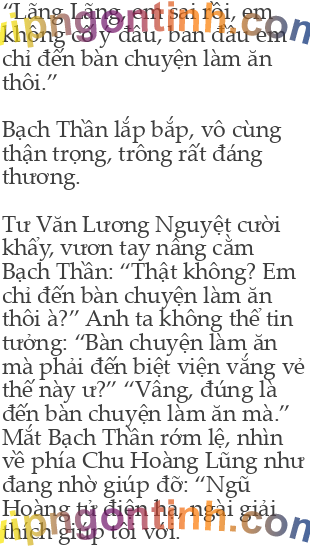 “Lãng Lãng, em sai rồi, em
không cố ý đâu, ban đầu em
chỉ đến bàn chuyện làm ăn
thôi.”
Bạch Thần lắp bắp, vô cùng
thận trọng, trông rất đáng
thương.
Tư Văn Lương Nguyệt cười
khẩy, vươn tay nâng cằm
Bạch Thần: “Thật không? Em
chỉ đến bàn chuyện làm ăn
thôi à?” Anh ta không thể tin
tưởng: “Bàn chuyện làm ăn
mà phải đến biệt viện vắng vẻ
thế này ư?” “Vâng, đúng là
đến bàn chuyện làm ăn mà.”
Mắt Bạch Thần rớm lệ, nhìn
về phía Chu Hoàng Lũng như
đang nhờ giúp đỡ: “Ngũ
Hoàng tử điện hạ, ngài giải
thích giúp tôi với.
vipngontinh.com
vipngontinh.com